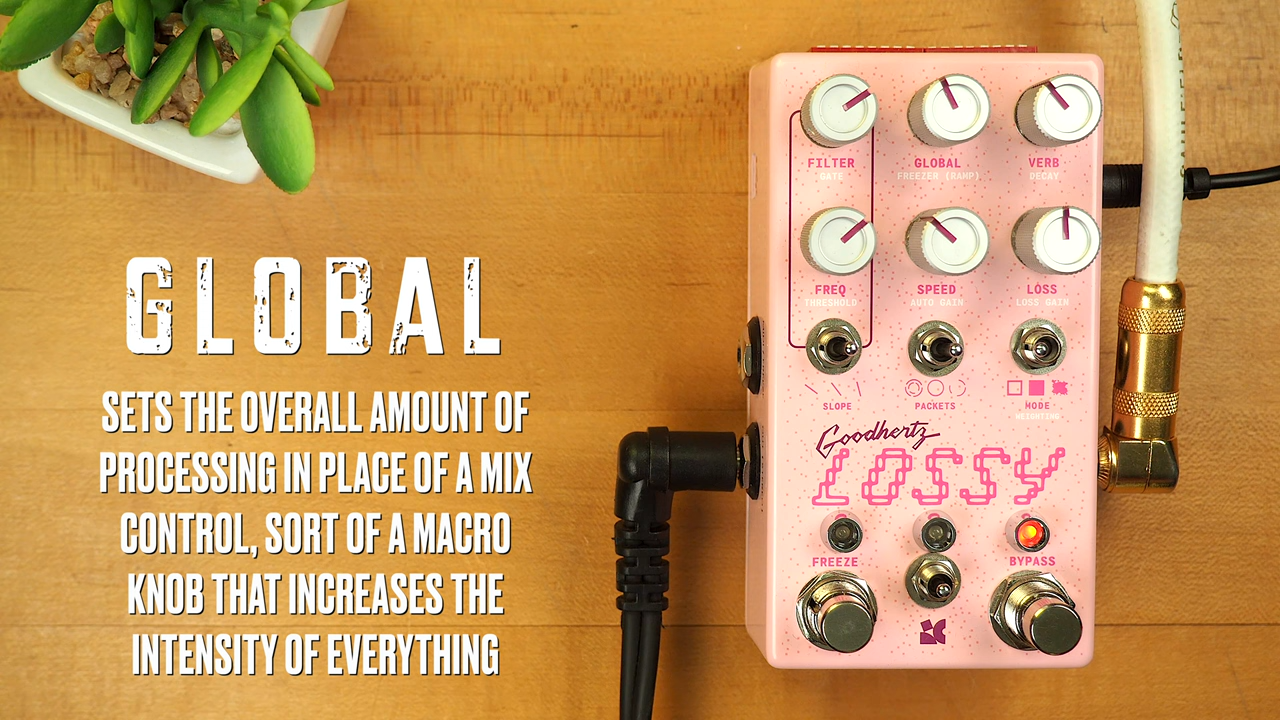 GLOBAL
SETS THE OVERALL AMOUNT OF
PROCESSING IN PLACE OF A MIX
CONTROL, SORT OF A MACRO
KNOB THAT INCREASES THE
INTENSITY OF EVERYTHING
FILTER GLOBAL VERB
GATE FREEZER (RAMP) DECAY
FREQ SPEED LOSS
THRESHOLD AUTO GAIN LOSS GAIN
SLOPE PACKETS MODE
WEIGHTING
Goodhertz
LOSSY
FREEZE BYPASS